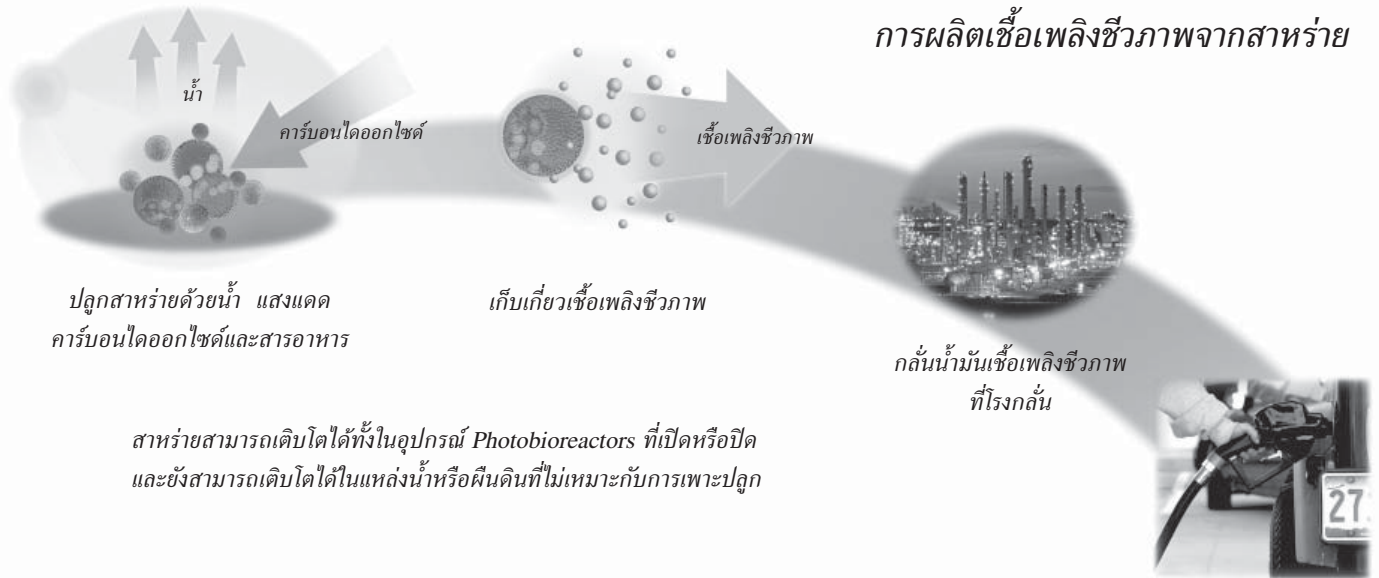 การผลิตเชื้อเพลิงชีวภาพจากสาหร่าย
น้ำ
คาร์บอนไดออกไซด์
เชื้อเพลิงชีวภาพ
ปลูกสาหร่ายด้วยน้ำ แสงแดด
คาร์บอนไดออกไซด์และสารอาหาร
เก็บเกี่ยวเชื้อเพลิงชีวภาพ
กลั่นน้ำมันเชื้อเพลิงชีวภาพ
ที่โรงกลั่น
สาหร่ายสามารถเติบโตได้ทั้งในอุปกรณ์ Photobioreactors ที่เปิดหรือปิด
และยังสามารถเติบโตได้ในแหล่งน้ำหรือผืนดินที่ไม่เหมาะกับการเพาะปลูก
27